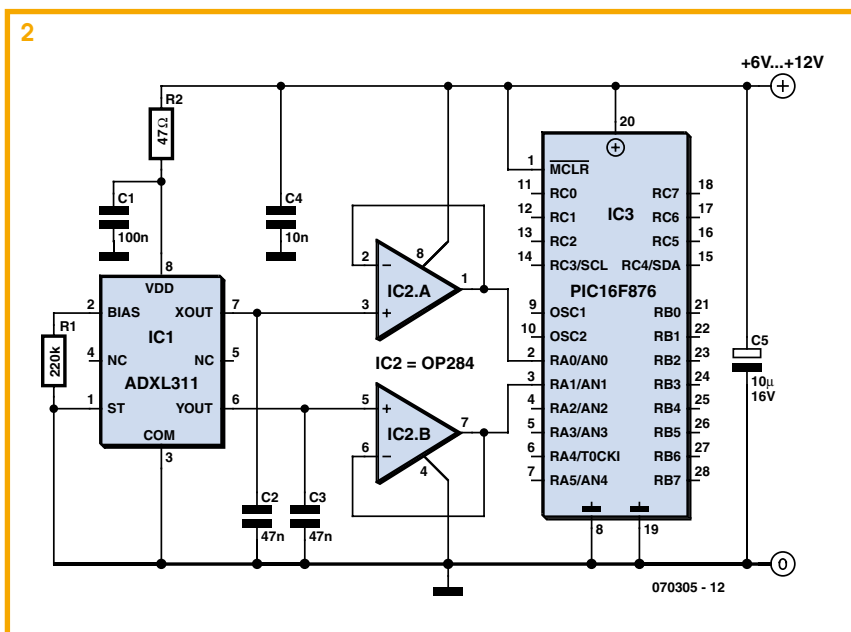 2
+6V...+12V
R2
47Ω
20
1
MCLR
C1
100n
C4
10n
11
RC0
RC7
18
IC3
12
RC1
RC6
17
13
RC2
RC5
16
14
RC3/SCL
RC4/SDA
15
PIC16F876
8
VDD
2
BIAS
XOUT
7
IC1
R1
220k
4
NC
NC
5
ADXL311
1
ST
YOUT
6
COM
3
2
−
8
IC2.A
1
3
+
IC2 = OP284
5
+
IC2.B
7
6
−
4
9
OSC1
RB0
21
10
OSC2
RB1
22
2
RA0/AN0
RB2
23
3
RA1/AN1
RB3
24
4
RA2/AN2
RB4
25
5
RA3/AN3
RB5
26
6
RA4/T0CKI
RB6
27
7
RA5/AN4
RB7
28
C5
10µ
16V
C2
47n
C3
47n
8
19
0
070305 - 12